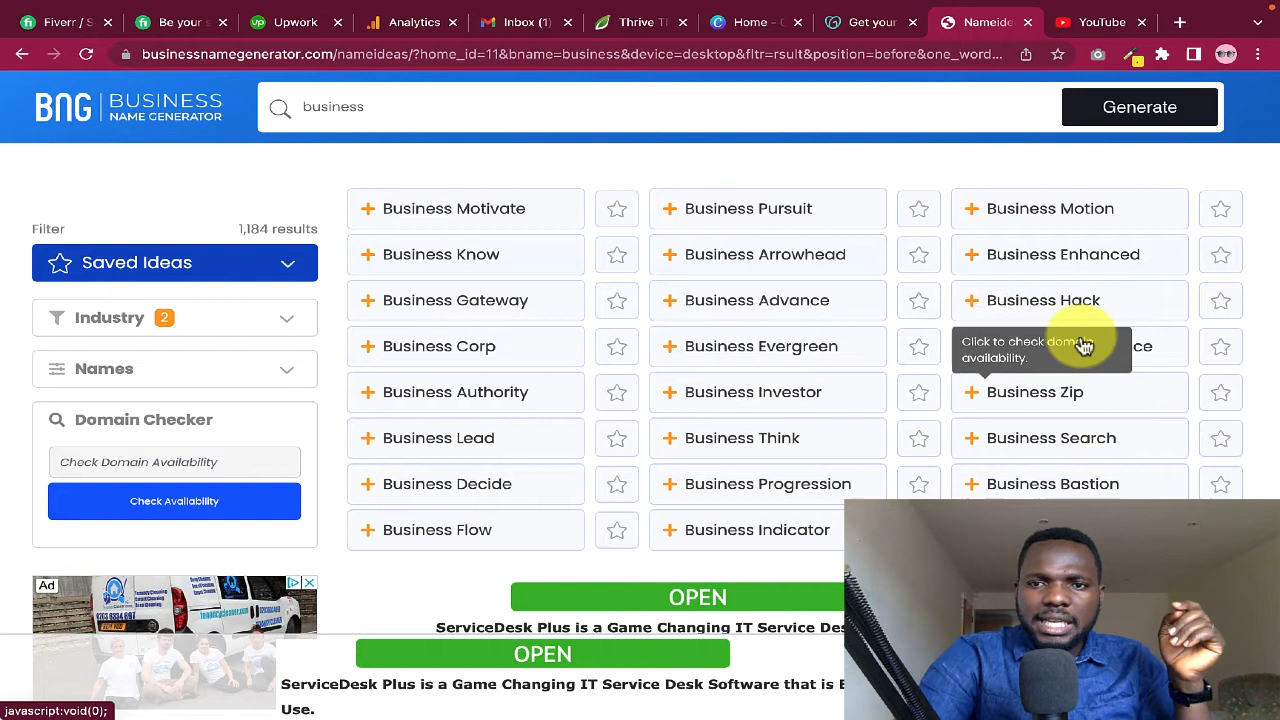 Fiverr /
Be your s
Upwork
Analytics
Inbox (1)
Thrive Th
Home – C
Get your
Nameide
YouTube
businessnamegenerator.com/nameideas/?home_id=11&bname=business&device=desktop&fltr=rsult&position=before&one_word...
BNG BUSINESS
NAME GENERATOR
business
Generate
Filter
1,184 results
Saved Ideas
Industry 2
Names
Domain Checker
Check Domain Availability
Check Availability
Business Motivate
Business Pursuit
Business Motion
Business Know
Business Arrowhead
Business Enhanced
Business Gateway
Business Advance
Business Hack
Business Corp
Business Evergreen
ce
Click to check domain
availability.
Business Authority
Business Investor
Business Zip
Business Lead
Business Think
Business Search
Business Decide
Business Progression
Business Bastion
Business Flow
Business Indicator
Ad
OPEN
ServiceDesk Plus is a Game Changing IT Service Des
OPEN
ServiceDesk Plus is a Game Changing IT Service Desk Software that is E
Use.
javascript:void(0);